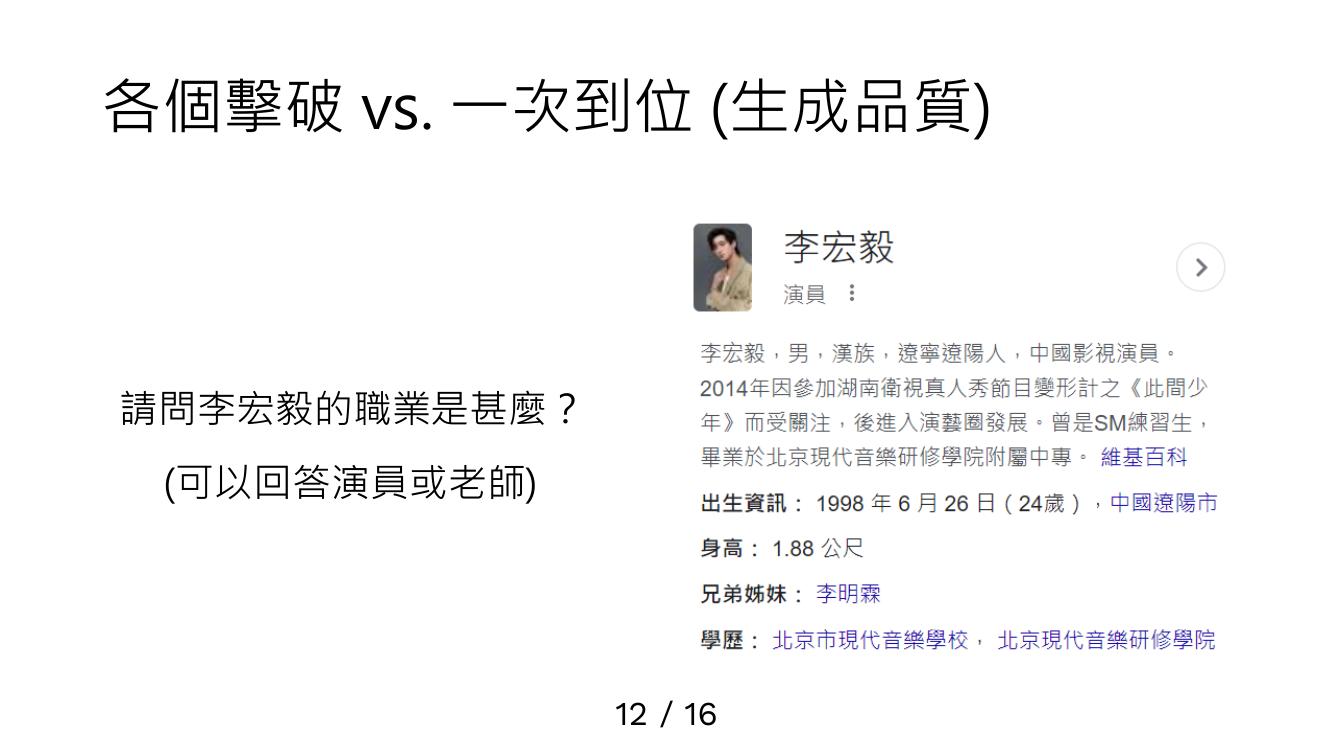 各個擊破 vs. 一次到位 (生成品質)
請問李宏毅的職業是甚麼？
(可以回答演員或老師)
李宏毅
演員
李宏毅，男，漢族，遼寧遼陽人，中國影視演員。
2014年因參加湖南衛視真人秀節目變形計之《此間少
年》而受關注，後進入演藝圈發展。曾是SM練習生，
畢業於北京現代音樂研修學院附屬中專。 維基百科
出生資訊： 1998 年 6 月 26 日（24歲），中國遼陽市
身高： 1.88 公尺
兄弟姊妹： 李明霖
學歷： 北京市現代音樂學校， 北京現代音樂研修學院
12 / 16